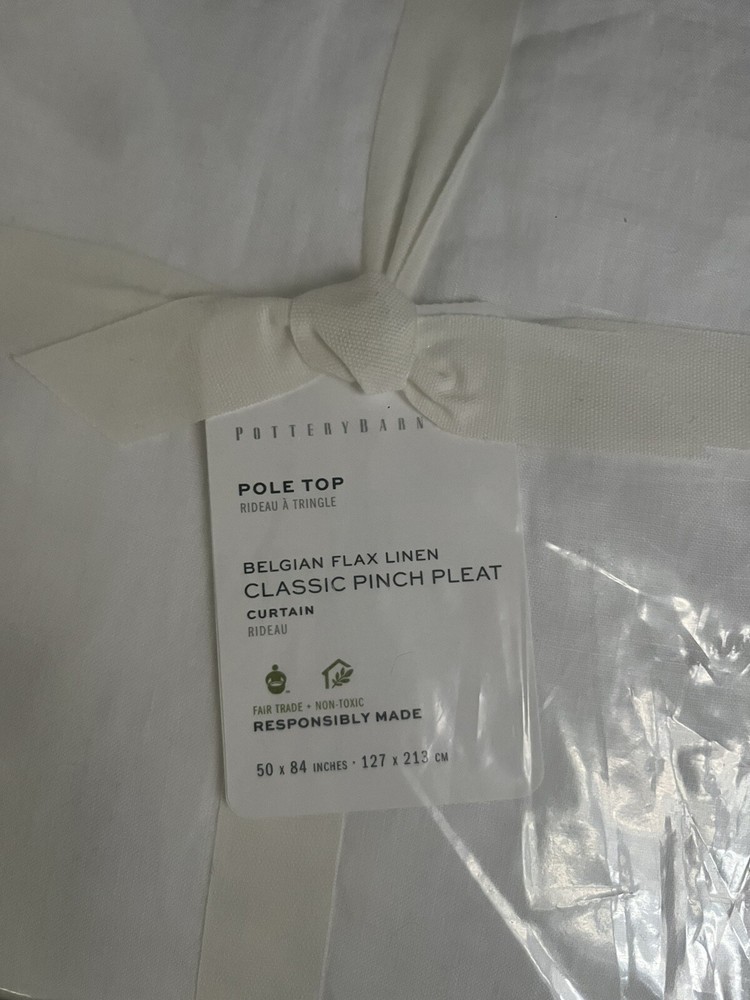 POTTERYBARN
POLE TOP
RIDEAU À TRINGLE
BELGIAN FLAX LINEN
CLASSIC PINCH PLEAT
CURTAIN
RIDEAU
FAIR TRADE • NON-TOXIC
RESPONSIBLY MADE
50 x 84 INCHES · 127 x 213 CM